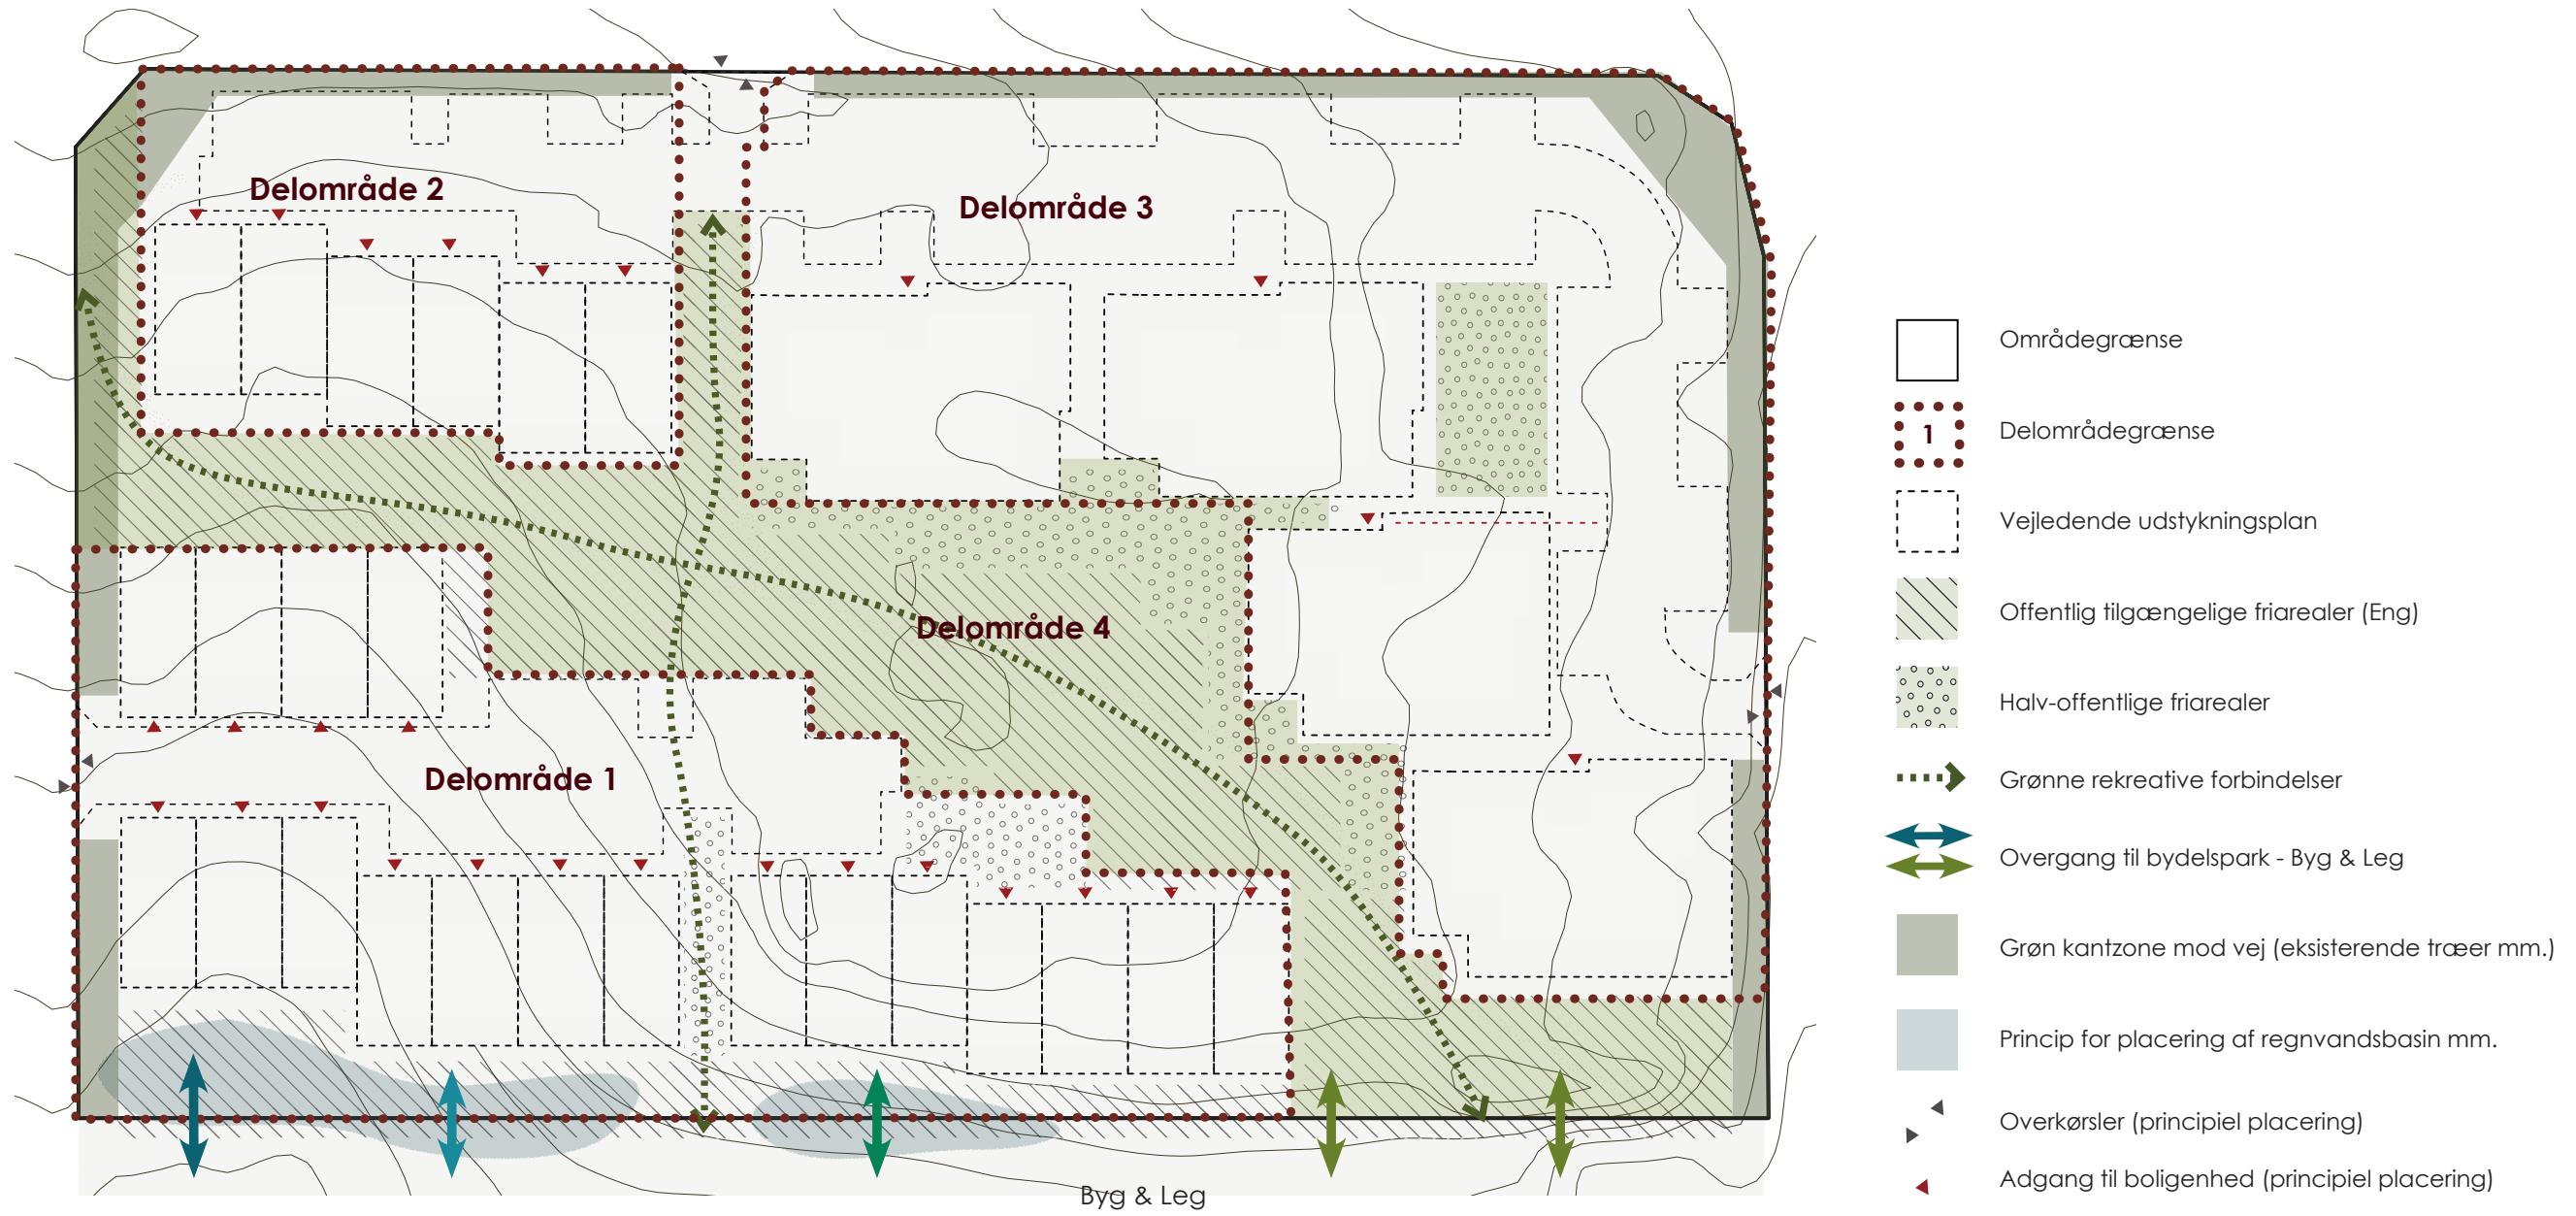 Delområde 2
Delområde 3
Delområde 4
Delområde 1
Byg & Leg
Områdegrænse
1
Delområdegrænse
Vejledende udstykningsplan
Offentlig tilgængelige friarealer (Eng)
Halv-offentlige friarealer
Grønne rekreative forbindelser
Overgang til bydelspark - Byg & Leg
Grøn kantzone mod vej (eksisterende træer mm.)
Princip for placering af regnvandsbasin mm.
Overkørsler (principiel placering)
Adgang til boligenhed (principiel placering)